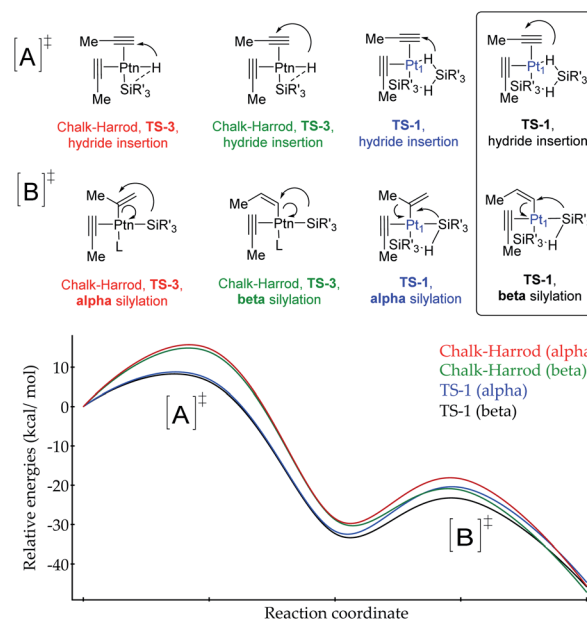 [A]‡
Me
Ptn
H
SiR'3
Me
Me
Ptn
H
SiR'3
Me
Me
Pt1
H
SiR'3
SiR'3
H
Me
Me
Pt1
H
SiR'3
SiR'3
H
Me
Chalk-Harrod, TS-3,
hydride insertion
Chalk-Harrod, TS-3,
hydride insertion
TS-1,
hydride insertion
TS-1,
hydride insertion
[B]‡
Me
Ptn
SiR'3
L
Me
Me
Ptn
SiR'3
L
Me
Me
Pt1
SiR'3
SiR'3
H
H
Me
Me
Pt1
SiR'
SiR'3
H
H
Me
Chalk-Harrod, TS-3,
alpha silylation
Chalk-Harrod, TS-3,
beta silylation
TS-1,
alpha silylation
TS-1,
beta silylation
Chalk-Harrod (alpha
Chalk-Harrod (beta)
TS-1 (alpha)
TS-1 (beta)
Relative energies (kcal/ mol)
10
0
-10
-20
-30
-40
[A]‡
[B]‡
Reaction coordinate